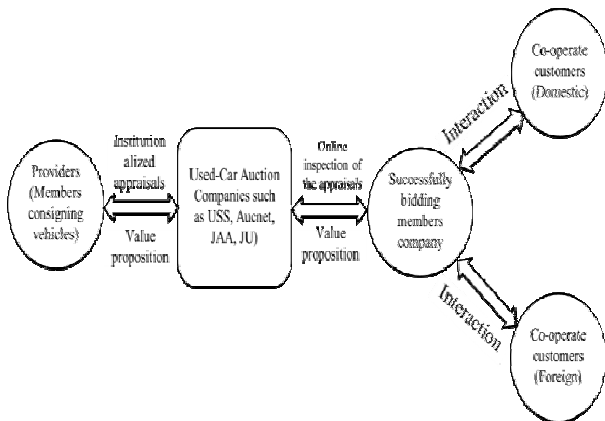 Providers
(Members
consigning
vehicles)
Institution
alized
appraisals
Value
proposition
Used-Car Auction
Companies such
as USS, Aucnet,
JAA, JU)
Online
inspection of
the appraisals
Value
proposition
Successfully
bidding
members
company
Interaction
Co-operate
customers
(Domestic)
Interaction
Co-operate
customers
(Foreign)